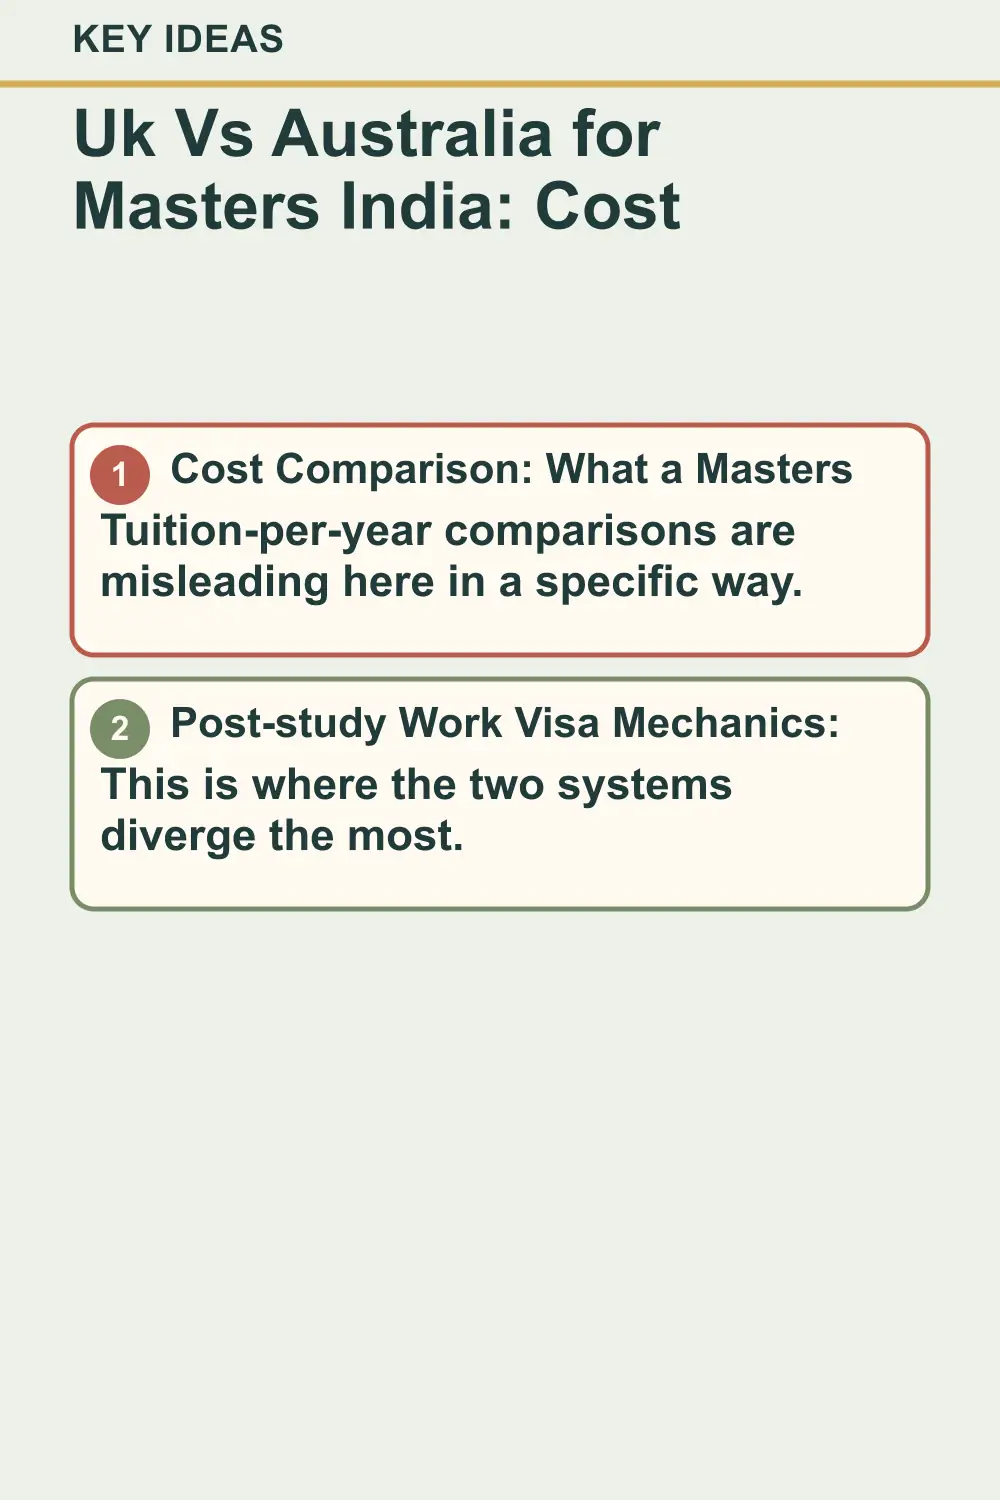 KEY IDEAS
Uk Vs Australia for
Masters India: Cost
1 Cost Comparison: What a Masters
Tuition-per-year comparisons are
misleading here in a specific way.
2 Post-study Work Visa Mechanics:
This is where the two systems
diverge the most.